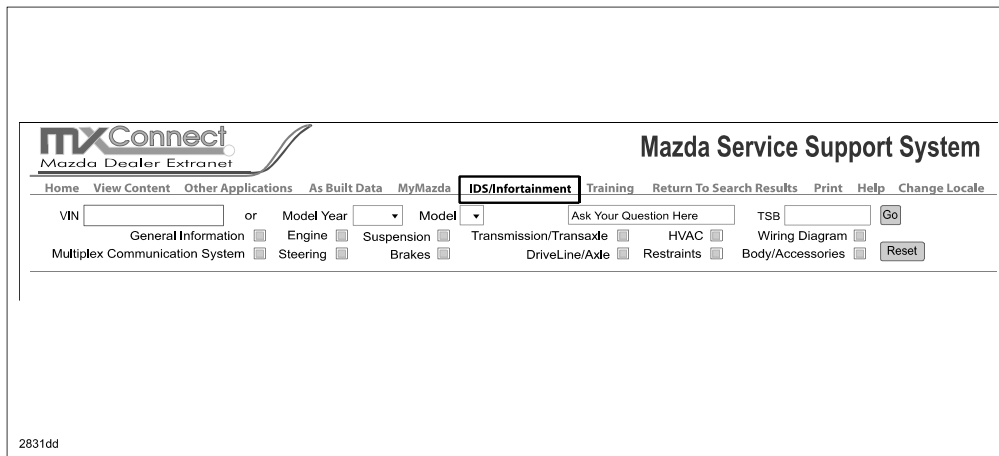 mxConnect
Mazda Dealer Extranet
Mazda Service Support System
Home View Content Other Applications As Built Data MyMazda IDS/Infortainment Training Return To Search Results Print Help Change Locale
VIN or Model Year Model Ask Your Question Here TSB Go
General Information Engine Suspension Transmission/Transaxle HVAC Wiring Diagram
Multiplex Communication System Steering Brakes DriveLine/Axle Restraints Body/Accessories Reset
2831dd